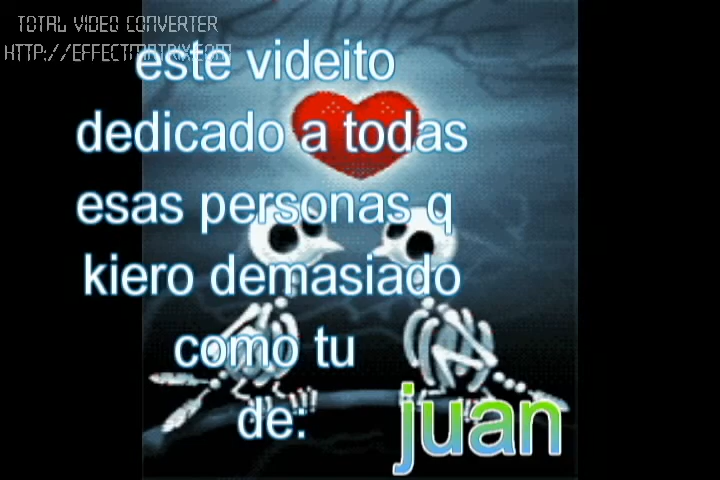 TOTAL VIDEO CONVERTER
HTTP://EFFECTMATRIX.COM
este videito
dedicado a todas
esas personas q
kiero demasiado
como tu
de:
juan